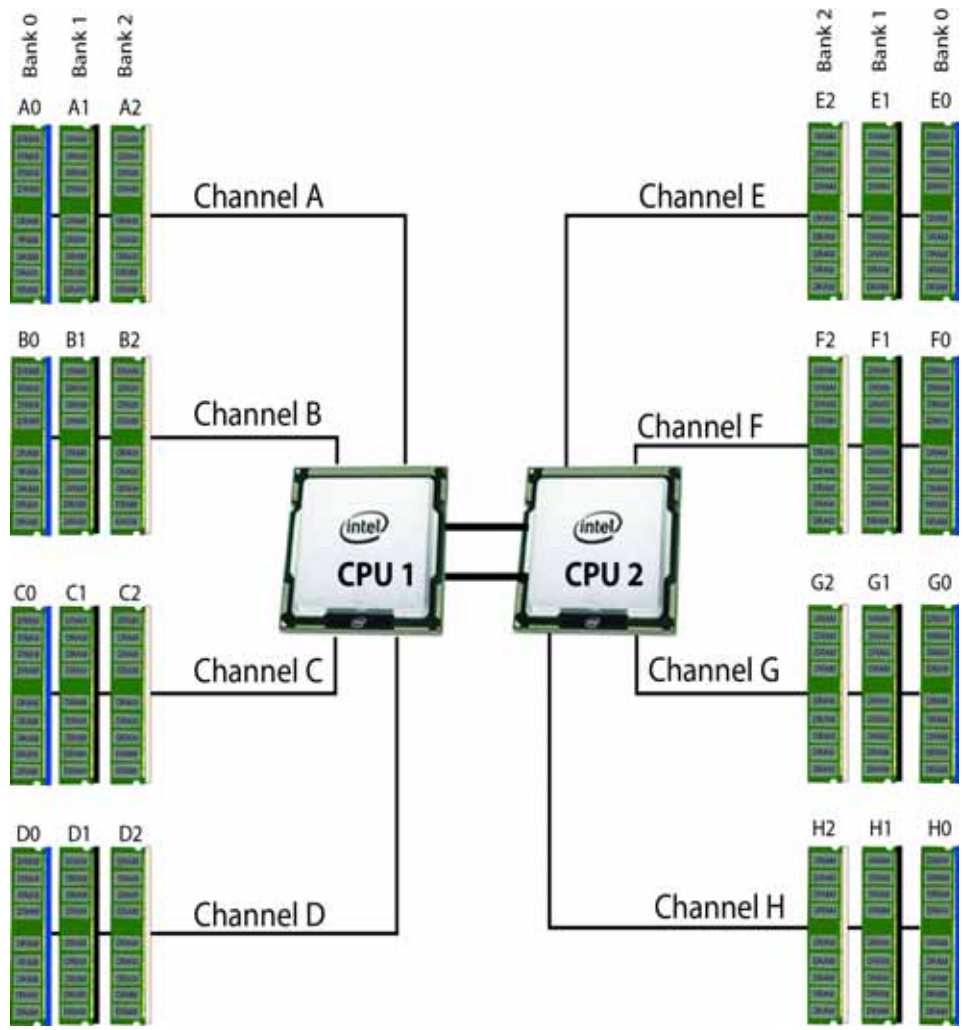 Bank 0
Bank 1
Bank 2
Bank 2
Bank 1
Bank 0
A0 A1 A2
E2 E1 E0
Channel A
Channel E
B0 B1 B2
F2 F1 F0
Channel B
Channel F
intel
CPU 1
intel
CPU 2
C0 C1 C2
G2 G1 G0
Channel C
Channel G
D0 D1 D2
H2 H1 H0
Channel D
Channel H